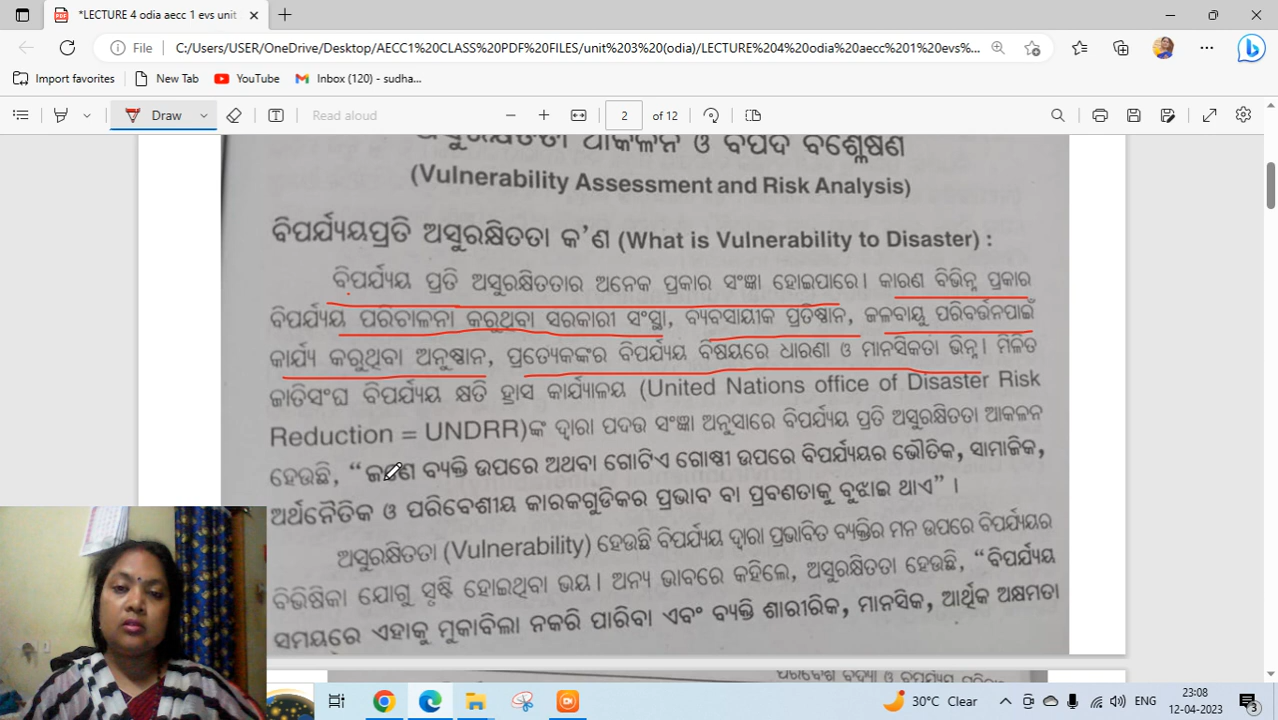 *LECTURE 4 odia aecc 1 evs unit
File C:/Users/USER/OneDrive/Desktop/AECC1%20CLASS%20PDF%20FILES/unit%203%20(odia)/LECTURE%204%20odia%20aecc%201%20evs%...
Import favorites New Tab YouTube Inbox (120) - sudha...
Draw Read aloud 2 of 12
ଅସୁରକ୍ଷିତତା ଆକଳନ ଓ ବିପଦ ବିଶ୍ଳେଷଣ
(Vulnerability Assessment and Risk Analysis)
ବିପର୍ଯ୍ୟୟପ୍ରତି ଅସୁରକ୍ଷିତତା କ'ଣ (What is Vulnerability to Disaster) :
ବିପର୍ଯ୍ୟୟ ପ୍ରତି ଅସୁରକ୍ଷିତତାର ଅନେକ ପ୍ରକାର ସଂଜ୍ଞା ହୋଇପାରେ। କାରଣ ବିଭିନ୍ନ ପ୍ରକାର
ବିପର୍ଯ୍ୟୟ ପରିଚାଳନା କରୁଥିବା ସରକାରୀ ସଂସ୍ଥା, ବ୍ୟବସାୟୀକ ପ୍ରତିଷ୍ଠାନ, ଜଳବାୟୁ ପରିବର୍ତ୍ତନପାଇଁ
କାର୍ଯ୍ୟ କରୁଥିବା ଅନୁଷ୍ଠାନ, ପ୍ରତ୍ୟେକଙ୍କର ବିପର୍ଯ୍ୟୟ ବିଷୟରେ ଧାରଣା ଓ ମାନସିକତା ଭିନ୍ନ। ମିଳିତ
ଜାତିସଂଘ ବିପର୍ଯ୍ୟୟ କ୍ଷତି ହ୍ରାସ କାର୍ଯ୍ୟାଳୟ (United Nations office of Disaster Risk
Reduction = UNDRR)ଙ୍କ ଦ୍ୱାରା ପଦଉ ସଂଜ୍ଞା ଅନୁସାରେ ବିପର୍ଯ୍ୟୟ ପ୍ରତି ଅସୁରକ୍ଷିତତା ଆକଳନ
ହେଉଛି, “ ବ୍ୟକ୍ତି ଉପରେ ଅଥବା ଗୋଟିଏ ଗୋଷ୍ଠୀ ଉପରେ ବିପର୍ଯ୍ୟୟର ଭୌତିକ, ସାମାଜିକ,
ଅର୍ଥନୈତିକ ଓ ପରିବେଶୀୟ କାରକଗୁଡିକର ପ୍ରଭାବ ବା ପ୍ରବଣତାକୁ ବୁଝାଇ ଥାଏ”।
ଅସୁରକ୍ଷିତତା (Vulnerability) ହେଉଛି ବିପର୍ଯ୍ୟୟ ଦ୍ୱାରା ପ୍ରଭାବିତ ବ୍ୟକ୍ତିର ମନ ଉପରେ ବିପର୍ଯ୍ୟୟର
ବିଭିଷିକା ଯୋଗୁ ସୃଷ୍ଟି ହୋଇଥିବା ଭୟ। ଅନ୍ୟ ଭାବରେ କହିଲେ, ଅସୁରକ୍ଷିତତା ହେଉଛି, “ବିପର୍ଯ୍ୟୟ
ସମୟରେ ଏହାକୁ ମୁକାବିଲା ନକରି ପାରିବା ଏବଂ ବ୍ୟକ୍ତି ଶାରୀରିକ, ମାନସିକ, ଆର୍ଥିକ ଅକ୍ଷମତା
30°C Clear ENG 23:08
12-04-2023 3